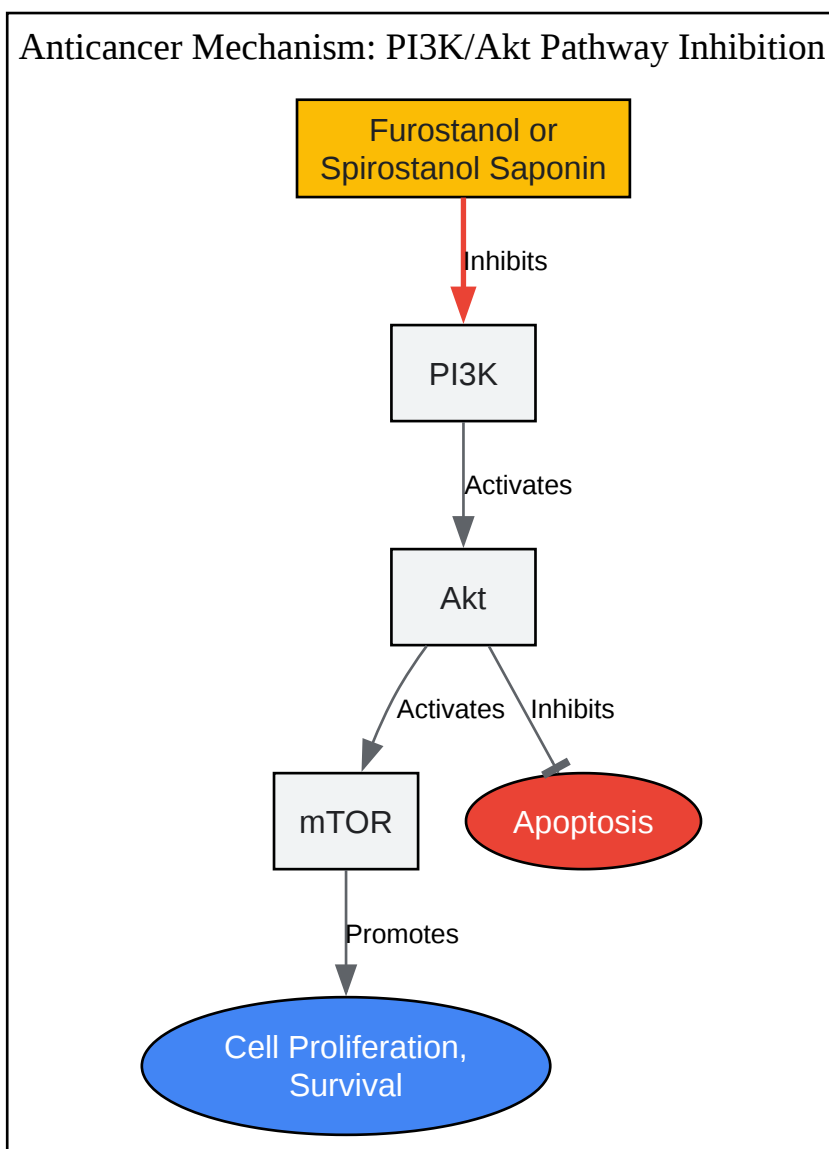 Anticancer Mechanism: PI3K/Akt Pathway Inhibition
Furostanol or
Spirostanol Saponin
Inhibits
PI3K
Activates
Akt
Activates
Inhibits
mTOR
Apoptosis
Promotes
Cell Proliferation,
Survival